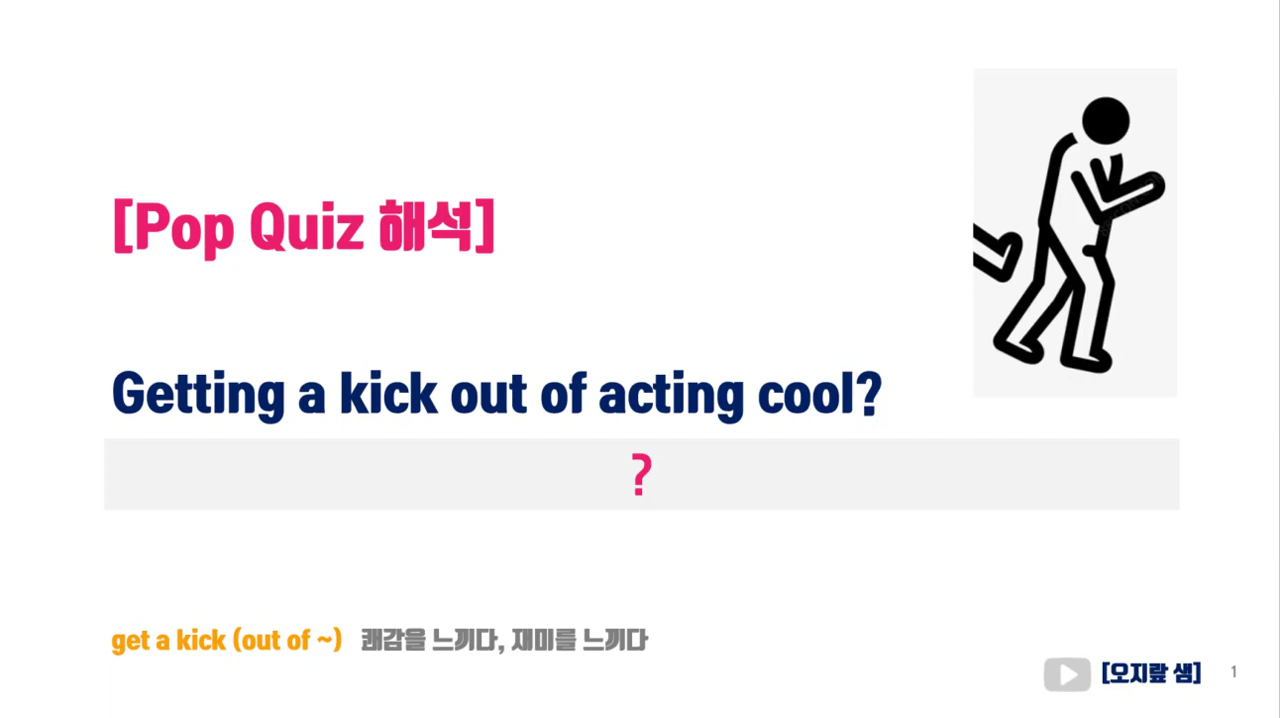 [Pop Quiz 해석]
Getting a kick out of acting cool?
?
get a kick (out of ~) 쾌감을 느끼다, 재미를 느끼다
[오지랖 샘] 1